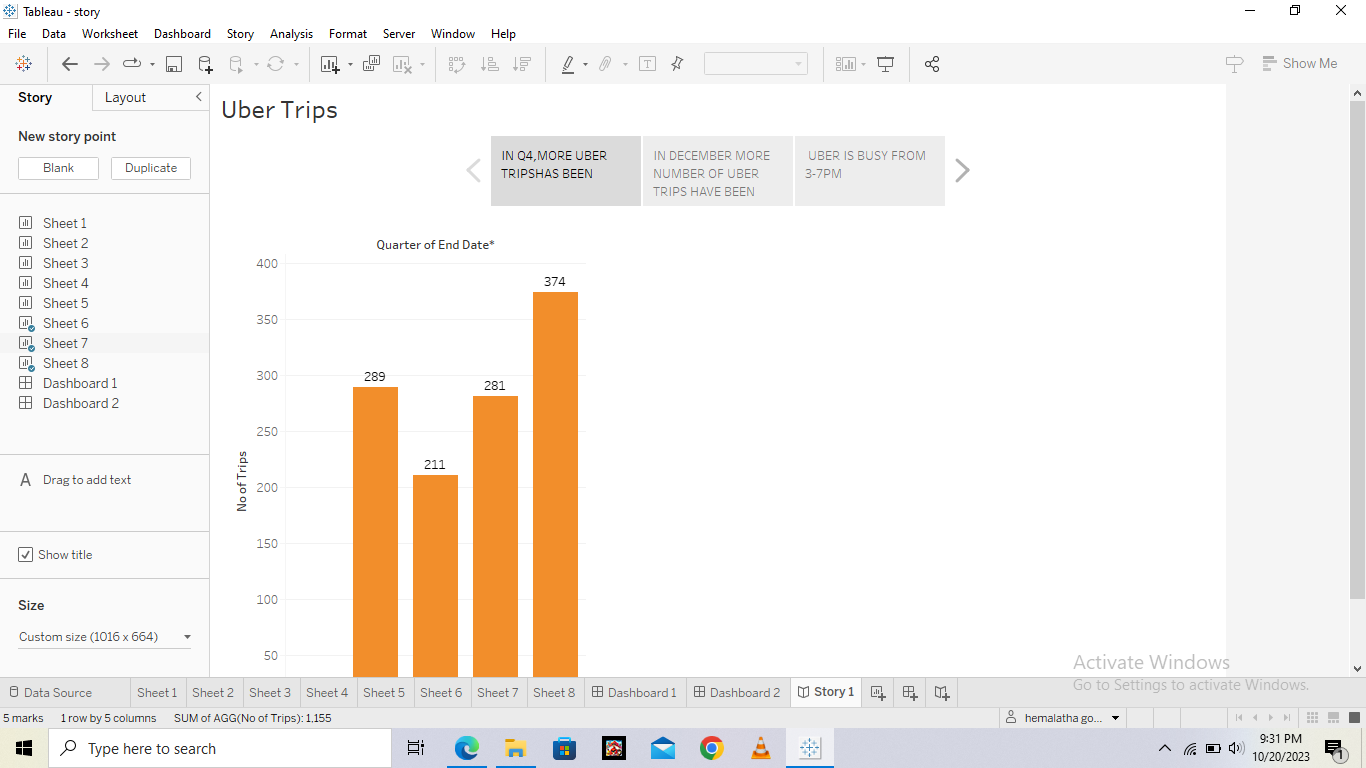 Tableau - story
File Data Worksheet Dashboard Story Analysis Format Server Window Help
Show Me
Story Layout
New story point
Blank Duplicate
Sheet 1
Sheet 2
Sheet 3
Sheet 4
Sheet 5
Sheet 6
Sheet 7
Sheet 8
Dashboard 1
Dashboard 2
A Drag to add text
Show title
Size
Custom size (1016 x 664)
Uber Trips
IN Q4,MORE UBER
TRIPSHAS BEEN
IN DECEMBER MORE
NUMBER OF UBER
TRIPS HAVE BEEN
UBER IS BUSY FROM
3-7PM
Quarter of End Date*
400
350
300
250
200
150
100
50
No of Trips
289
211
281
374
Activate Windows
Go to Settings to activate Windows.
Data Source Sheet 1 Sheet 2 Sheet 3 Sheet 4 Sheet 5 Sheet 6 Sheet 7 Sheet 8 Dashboard 1 Dashboard 2 Story 1
5 marks 1 row by 5 columns SUM of AGG(No of Trips): 1,155
hemalatha go...
Type here to search
9:31 PM
10/20/2023
1